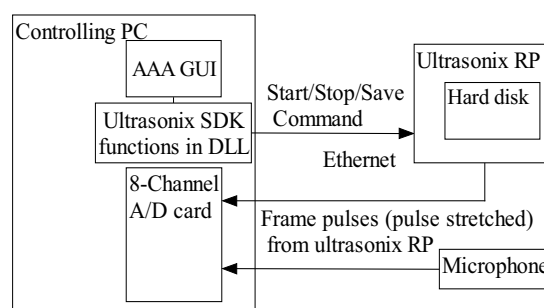 Controlling PC
AAA GUI
Ultrasonix SDK
functions in DLL
8-Channel
A/D card
Start/Stop/Save
Command
Ethernet
Ultrasonix RP
Hard disk
Frame pulses (pulse stretched)
from ultrasonix RP
Microphone